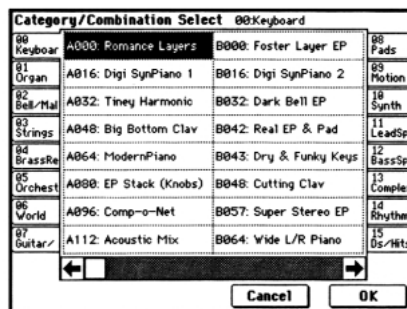 Category/Combination Select 00:Keyboard
00 Keyboar
01 Organ
02 Bell/Mal
03 Strings
04 BrassRe
05 Orchest
06 World
07 Guitar/
A000: Romance Layers
A016: Digi SynPiano 1
A032: Tiney Harmonic
A048: Big Bottom Clav
A064: ModernPiano
A080: EP Stack (Knobs)
A096: Comp-o-Net
A112: Acoustic Mix
B000: Foster Layer EP
B016: Digi SynPiano 2
B032: Dark Bell EP
B042: Real EP & Pad
B043: Dry & Funky Keys
B048: Cutting Clav
B057: Super Stereo EP
B064: Wide L/R Piano
08 Pads
09 Motion
10 Synth
11 LeadSp
12 BassSp
13 Comple
14 Rhythm
15 Ds/Hits
Cancel
OK